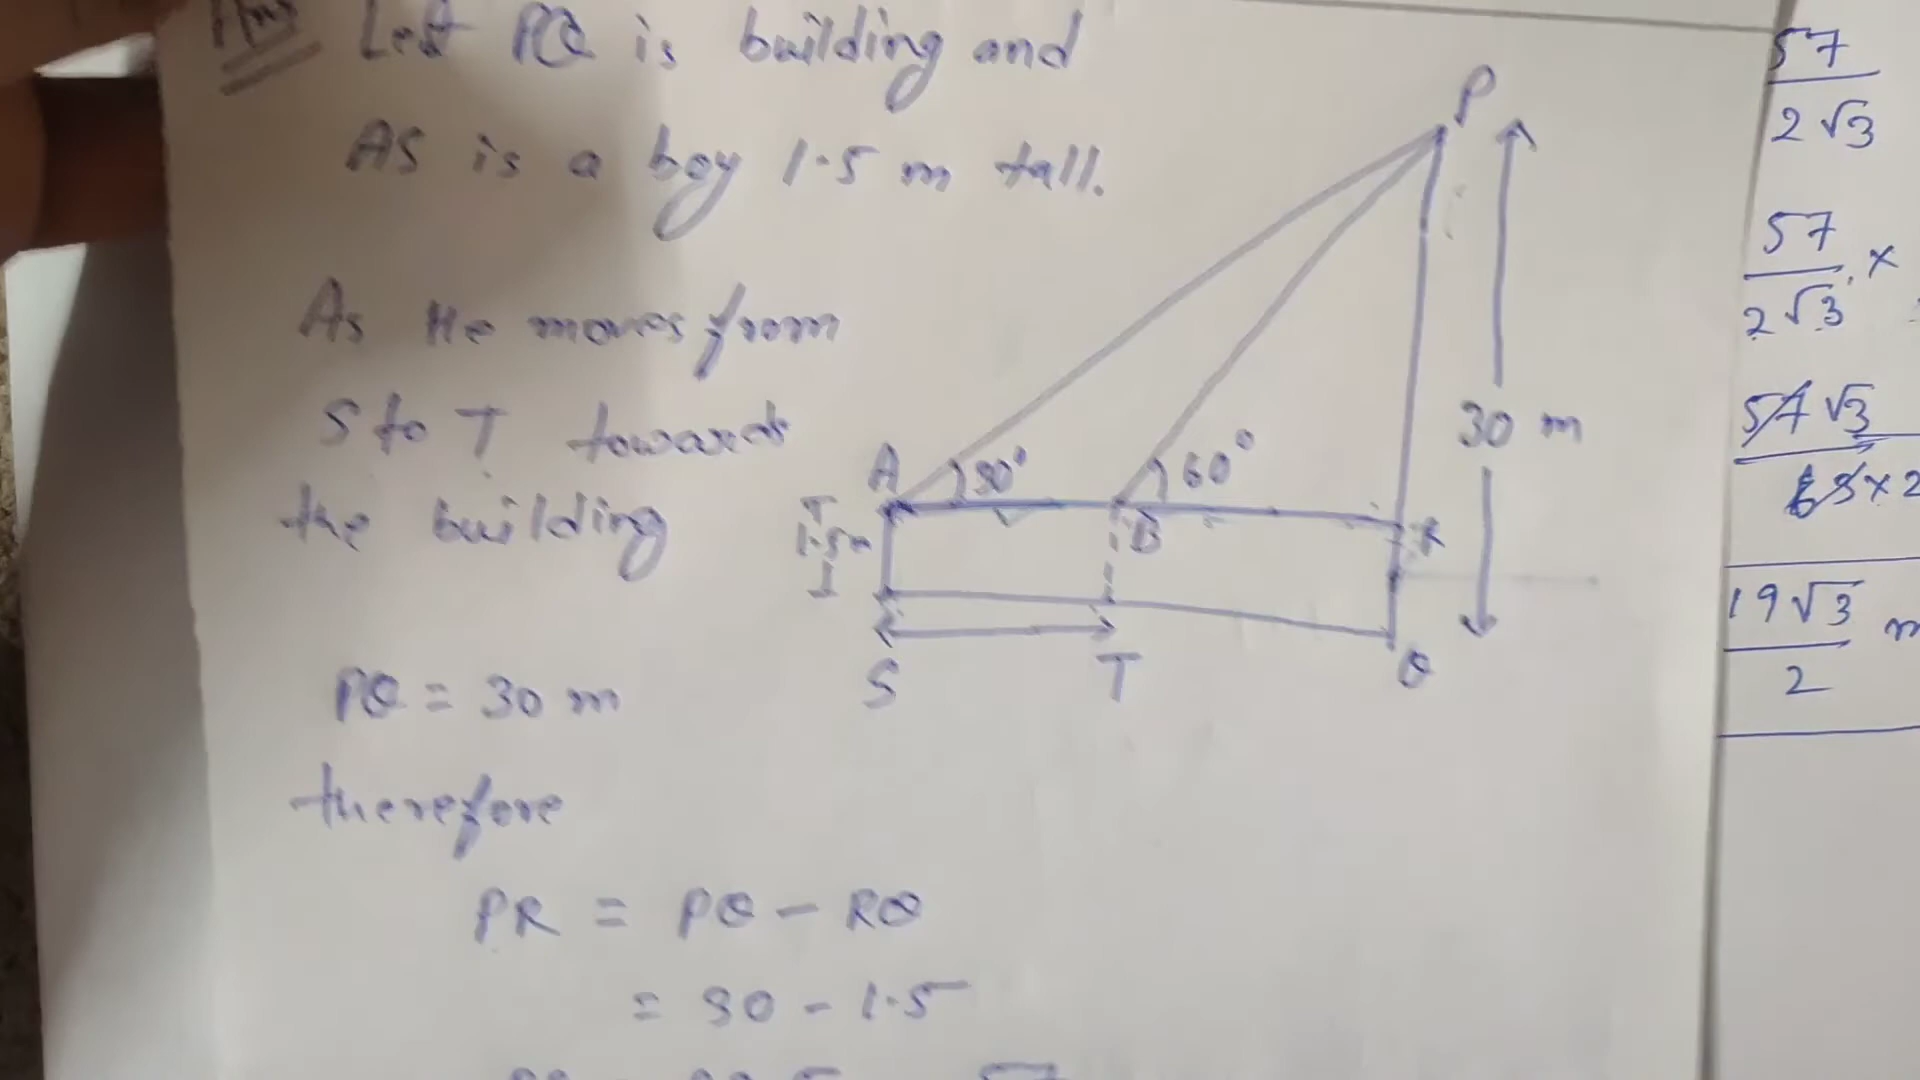 Ans Let PQ is building and
AS is a boy 1.5 m tall.
As He moves from
S to T towards
the building
PQ = 30 m
therefore
PR = PQ - RQ
= 30 - 1.5
P
30 m
A
30°
60°
1.5m
B
R
S
T
Q
57
2√3
57 ×
2√3
57√3
19√3 m
2